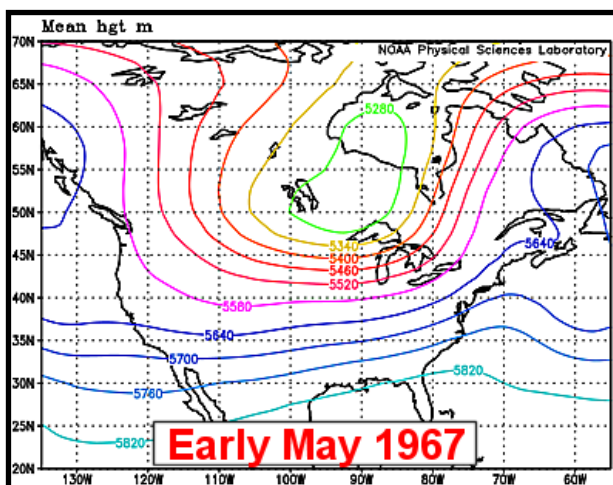 Mean hgt m
NOAA Physical Sciences Laboratory
70N
65N
60N
55N
50N
45N
40N
35N
30N
25N
20N
5280
5340
5400
5460
5520
5580
5640
5640
5700
5760
5820
5820
130W
120W
110W
100W
90W
80W
70W
60W
Early May 1967